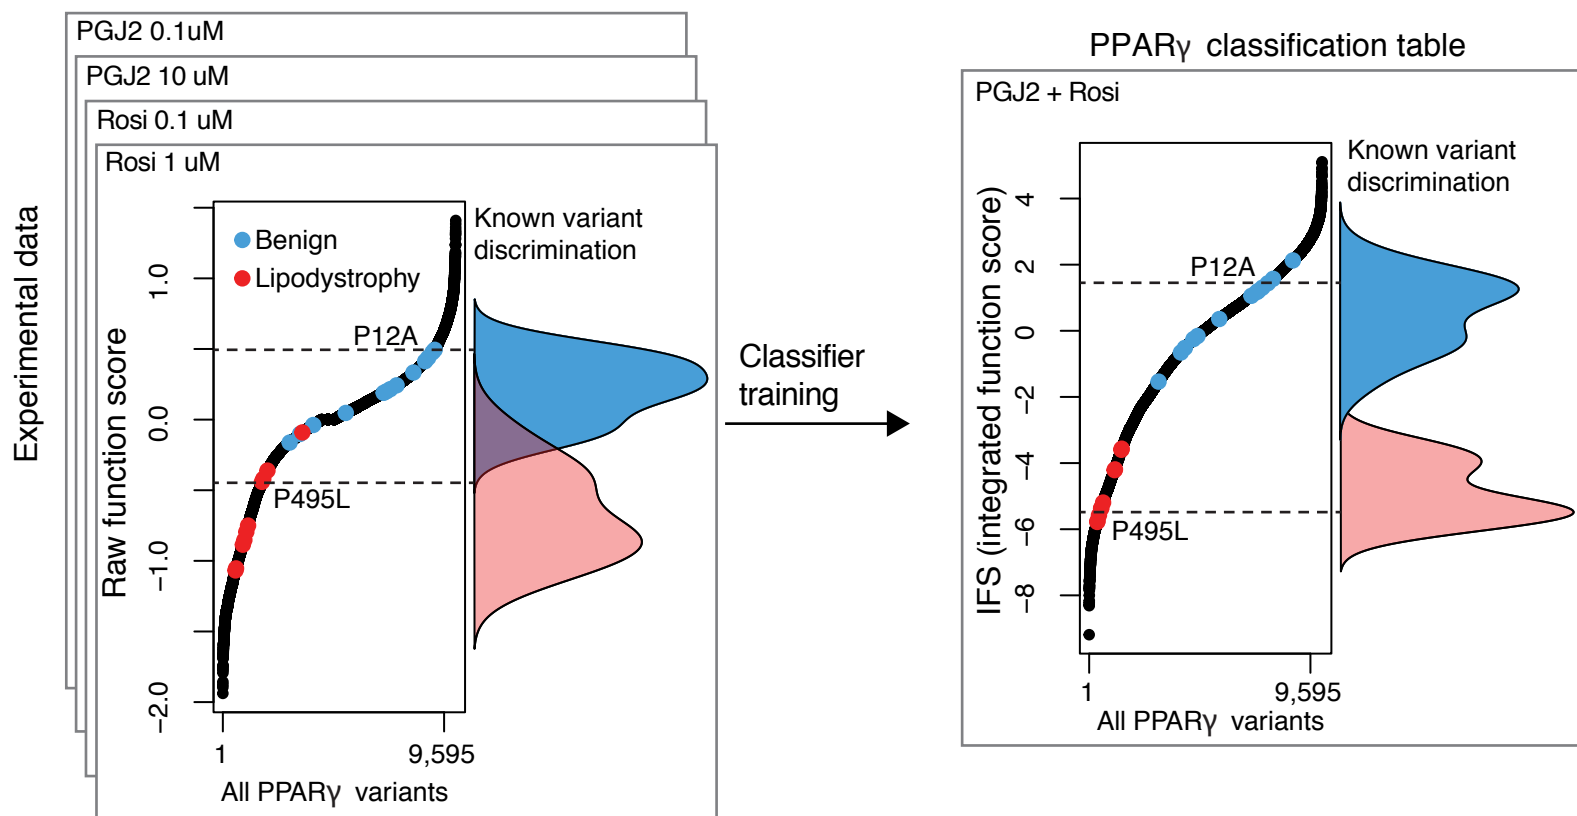 PGJ2 0.1uM
PGJ2 10 uM
Rosi 0.1 uM
Rosi 1 uM
Experimental data
Raw function score
1.0
0.0
−1.0
−2.0
Benign
Lipodystrophy
P12A
P495L
Known variant
discrimination
1
9,595
All PPARγ variants
Classifier
training
PPARγ classification table
PGJ2 + Rosi
IFS (integrated function score)
4
2
0
−2
−4
−6
−8
P12A
P495L
Known variant
discrimination
1
9,595
All PPARγ variants